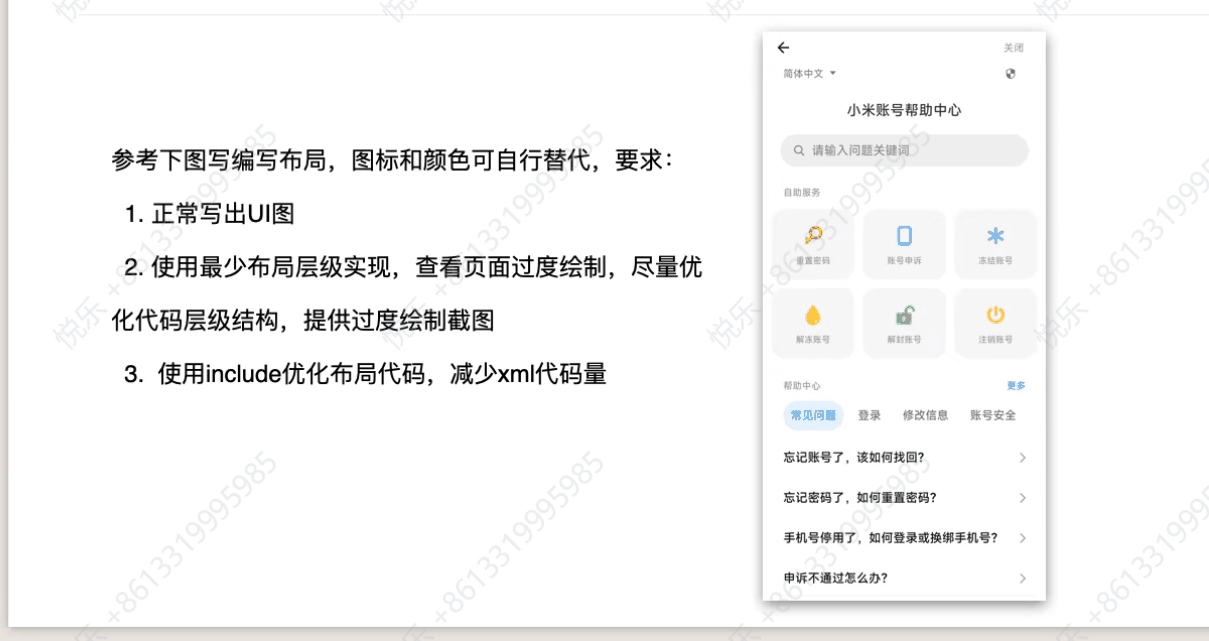 参考下图写编写布局，图标和颜色可自行替代，要求：
1. 正常写出UI图
2. 使用最少布局层级实现，查看页面过度绘制，尽量优
化代码层级结构，提供过度绘制截图
3. 使用include优化布局代码，减少xml代码量
关闭
简体中文
小米账号帮助中心
请输入问题关键词
自助服务
重置密码 账号申诉 冻结账号
解冻账号 解封账号 注销账号
帮助中心 更多
常见问题 登录 修改信息 账号安全
忘记账号了，该如何找回？
忘记密码了，如何重置密码？
手机号停用了，如何登录或换绑手机号？
申诉不通过怎么办？
悦乐 +8613319995985